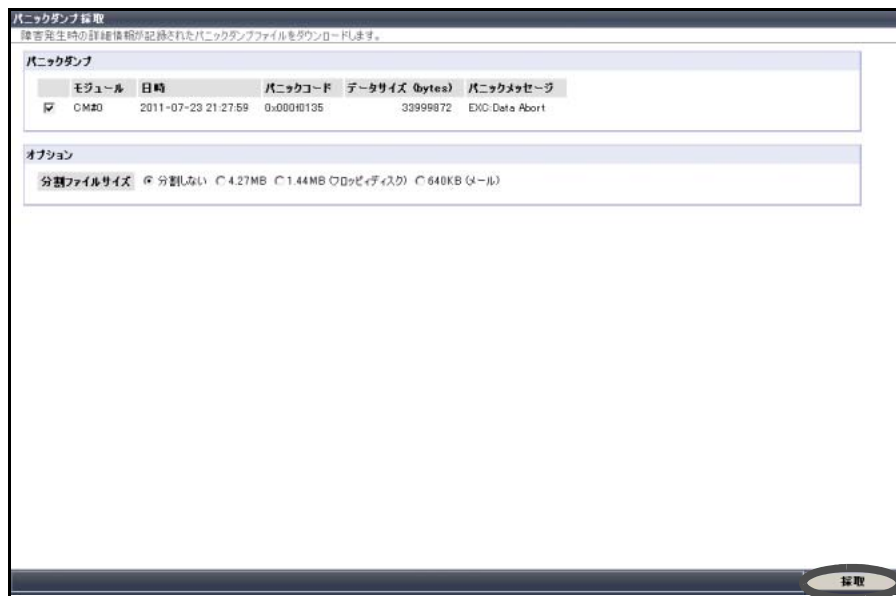 パニックダンプ採取
障害発生時の詳細情報が記録されたパニックダンプファイルをダウンロードします。
パニックダンプ
モジュール 日時 パニックコード データサイズ (bytes) パニックメッセージ
CM#0 2011-07-23 21:27:59 0x000f0135 33999872 EXC:Data Abort
オプション
分割ファイルサイズ 分割しない 4.27MB 1.44MB (フロッピィディスク) 640KB (メール)
採取